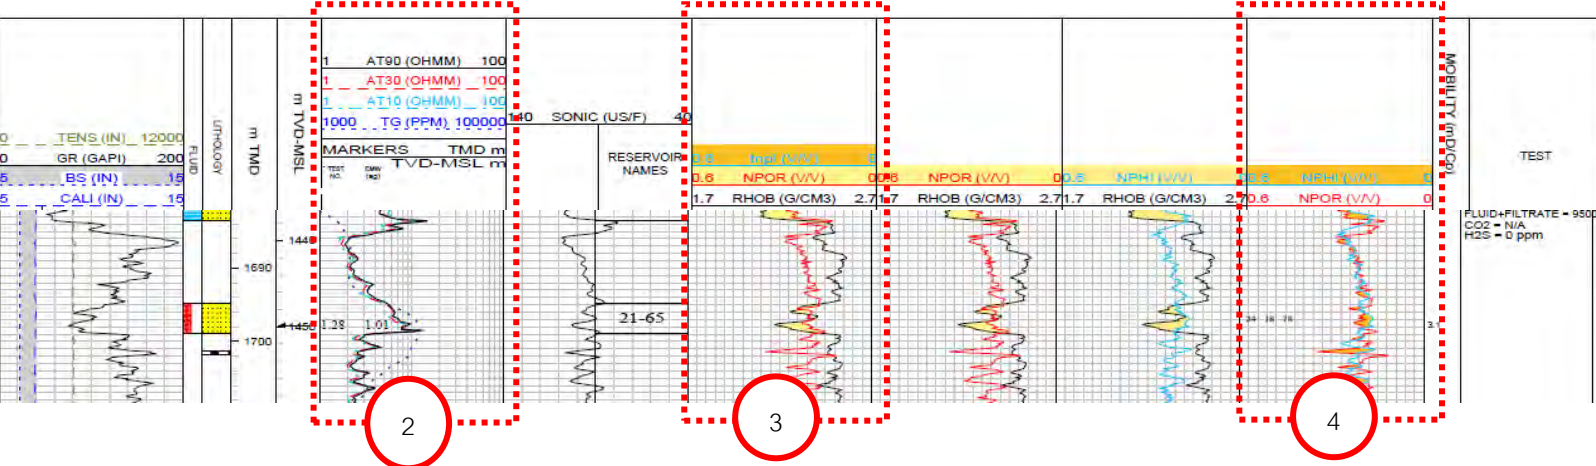 TENS (IN) 12000
0 GR (GAPI) 200
5 BS (IN) 15
5 CALI (IN) 15
FLUID
LITHOLOGY
m TMD
m TVD-MSL
1 AT90 (OHMM) 100
1 AT30 (OHMM) 100
1 AT10 (OHMM) 100
1000 TG (PPM) 100000
MARKERS TMD m
TVD-MSL m
TEST NO.
140 SONIC (US/F) 40
RESERVOIR
NAMES
0.6 (V/V) 0
0.6 NPOR (V/V) 0
1.7 RHOB (G/CM3) 2.7
NPOR (V/V) 0
1.7 RHOB (G/CM3) 2.7
0.6 NPHI (V/V)
1.7 RHOB (G/CM3) 2.7
0.6 NPHI (V/V) 0
0.6 NPOR (V/V) 0
MOBILITY (mD/Cp)
TEST
FLUID+FILTRATE = 950
CO2 = N/A
H2S = 0 ppm
1440
1690
1450
1700
1.28 1.01
21-65
2
3
4